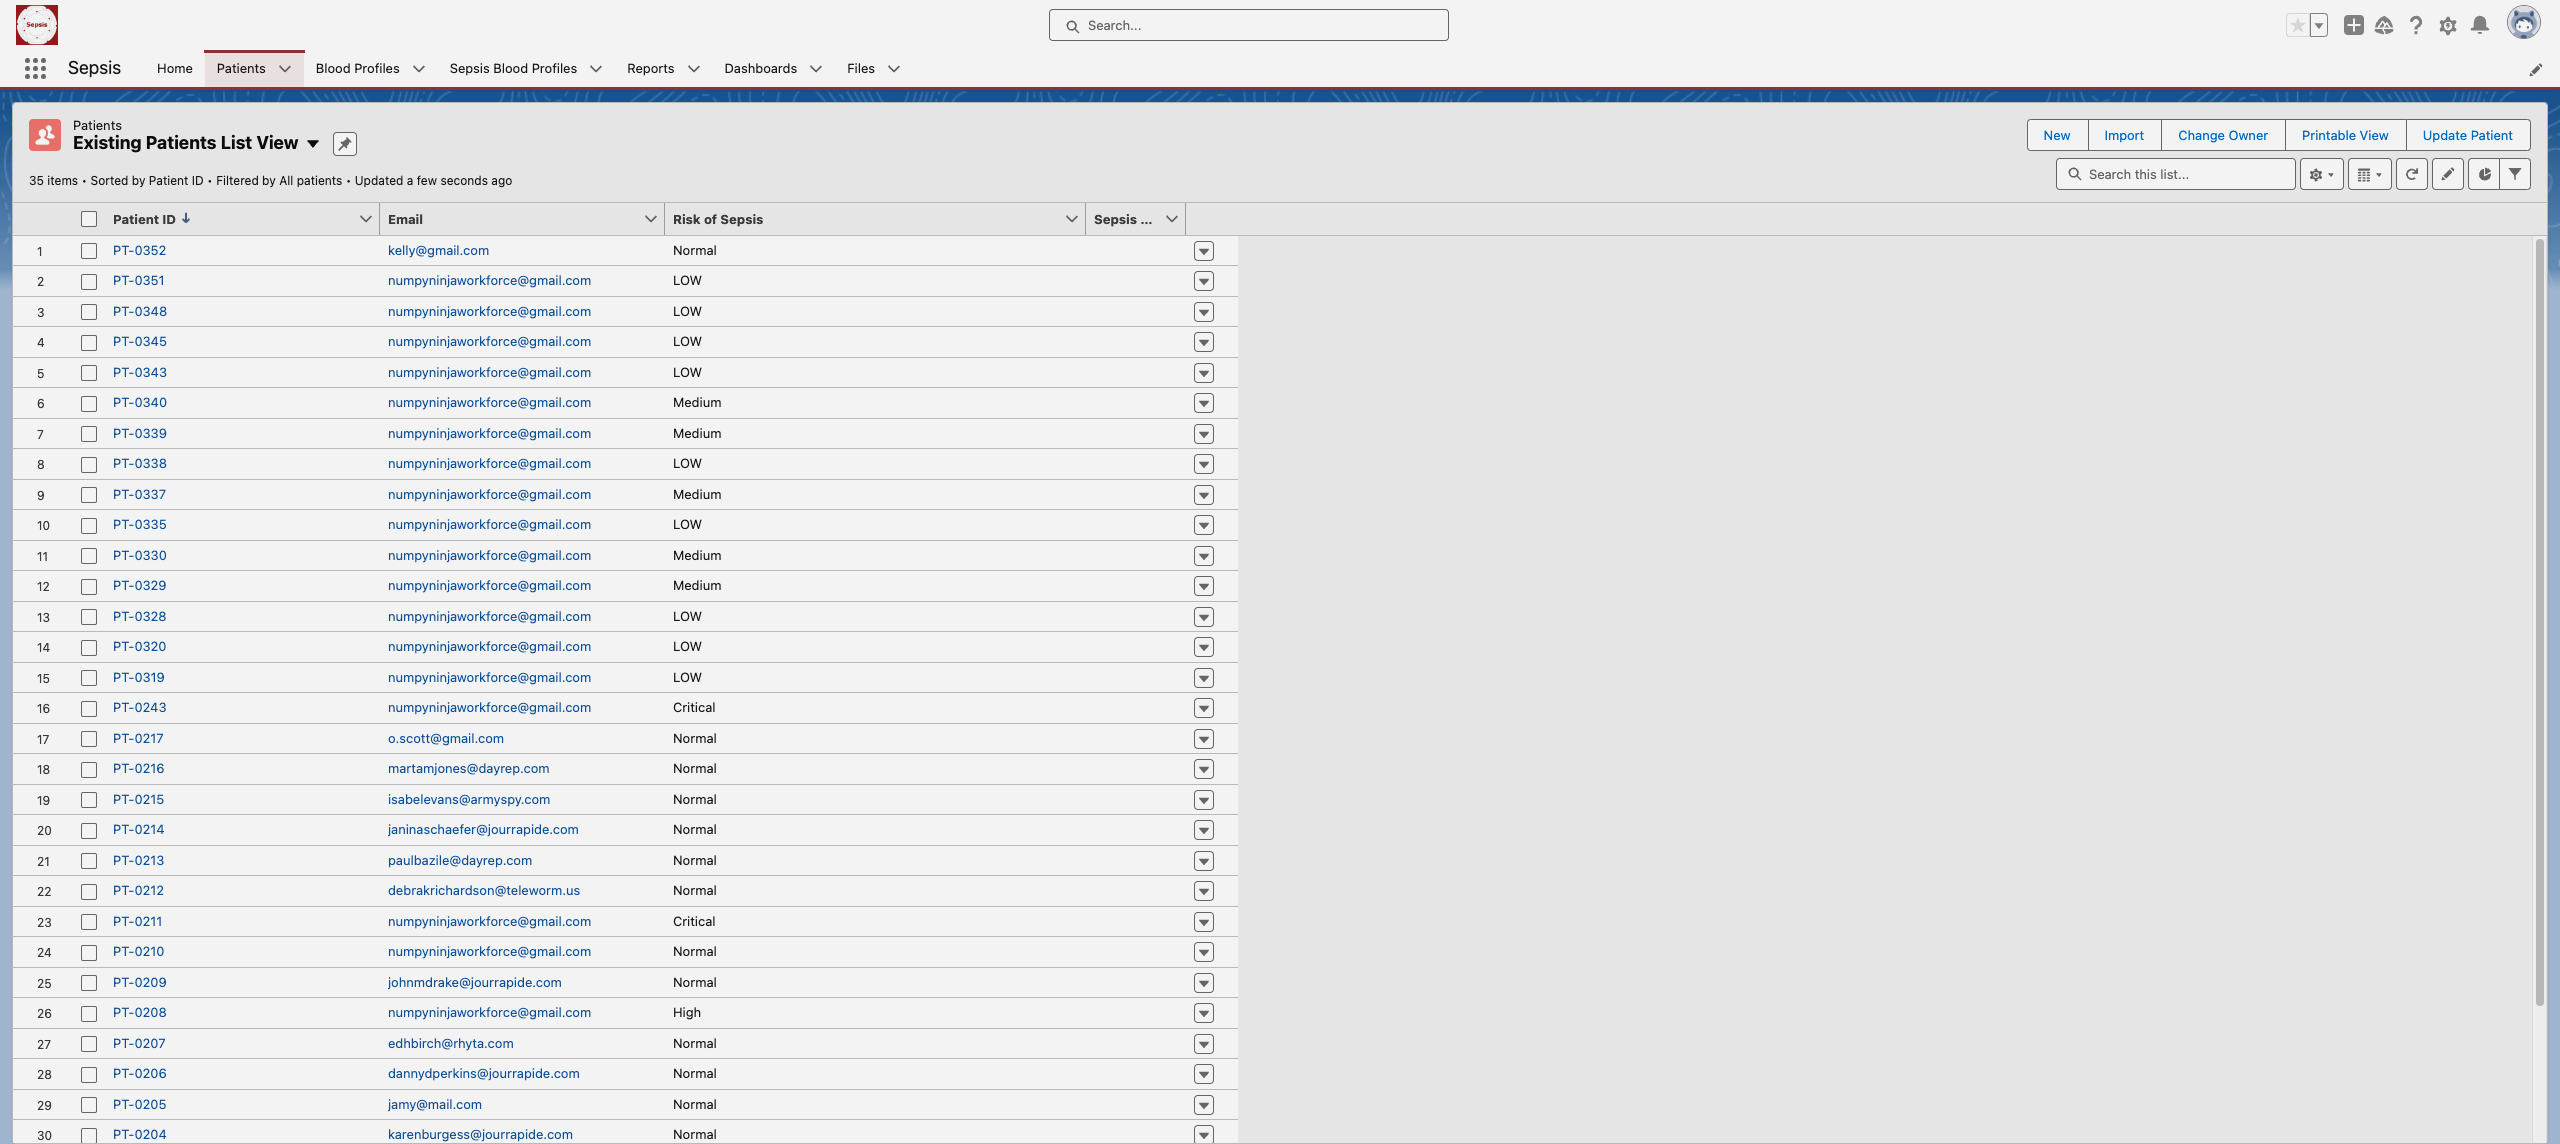 Sepsis
Search...
Sepsis Home Patients Blood Profiles Sepsis Blood Profiles Reports Dashboards Files
Patients
Existing Patients List View
New Import Change Owner Printable View Update Patient
35 items • Sorted by Patient ID • Filtered by All patients • Updated a few seconds ago
Search this list...
Patient ID Email Risk of Sepsis Sepsis ...
1 PT-0352 kelly@gmail.com Normal
2 PT-0351 numpyninjaworkforce@gmail.com LOW
3 PT-0348 numpyninjaworkforce@gmail.com LOW
4 PT-0345 numpyninjaworkforce@gmail.com LOW
5 PT-0343 numpyninjaworkforce@gmail.com LOW
6 PT-0340 numpyninjaworkforce@gmail.com Medium
7 PT-0339 numpyninjaworkforce@gmail.com Medium
8 PT-0338 numpyninjaworkforce@gmail.com LOW
9 PT-0337 numpyninjaworkforce@gmail.com Medium
10 PT-0335 numpyninjaworkforce@gmail.com LOW
11 PT-0330 numpyninjaworkforce@gmail.com Medium
12 PT-0329 numpyninjaworkforce@gmail.com Medium
13 PT-0328 numpyninjaworkforce@gmail.com LOW
14 PT-0320 numpyninjaworkforce@gmail.com LOW
15 PT-0319 numpyninjaworkforce@gmail.com LOW
16 PT-0243 numpyninjaworkforce@gmail.com Critical
17 PT-0217 o.scott@gmail.com Normal
18 PT-0216 martamjones@dayrep.com Normal
19 PT-0215 isabelevans@armyspy.com Normal
20 PT-0214 janinaschaefer@jourrapide.com Normal
21 PT-0213 paulbazile@dayrep.com Normal
22 PT-0212 debrakrichardson@teleworm.us Normal
23 PT-0211 numpyninjaworkforce@gmail.com Critical
24 PT-0210 numpyninjaworkforce@gmail.com Normal
25 PT-0209 johnmdrake@jourrapide.com Normal
26 PT-0208 numpyninjaworkforce@gmail.com High
27 PT-0207 edhbirch@rhyta.com Normal
28 PT-0206 dannydperkins@jourrapide.com Normal
29 PT-0205 jamy@mail.com Normal
30 PT-0204 karenburgess@jourrapide.com Normal